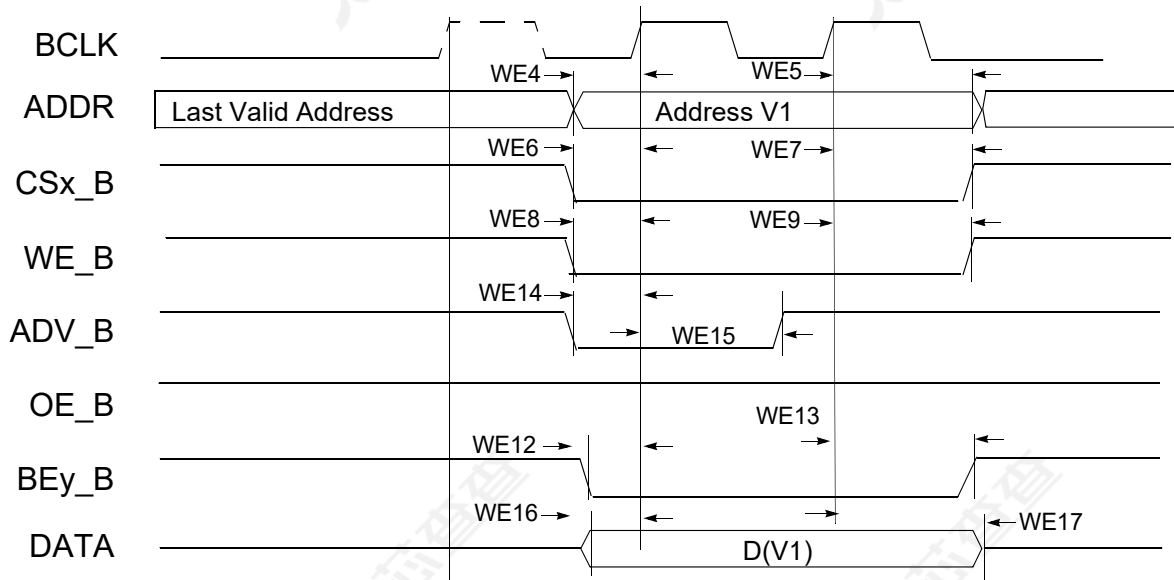 BCLK
WE4
WE5
ADDR
Last Valid Address
Address V1
WE6
WE7
CSx_B
WE8
WE9
WE_B
WE14
ADV_B
WE15
OE_B
WE13
WE12
BEy_B
WE16
WE17
DATA
D(V1)